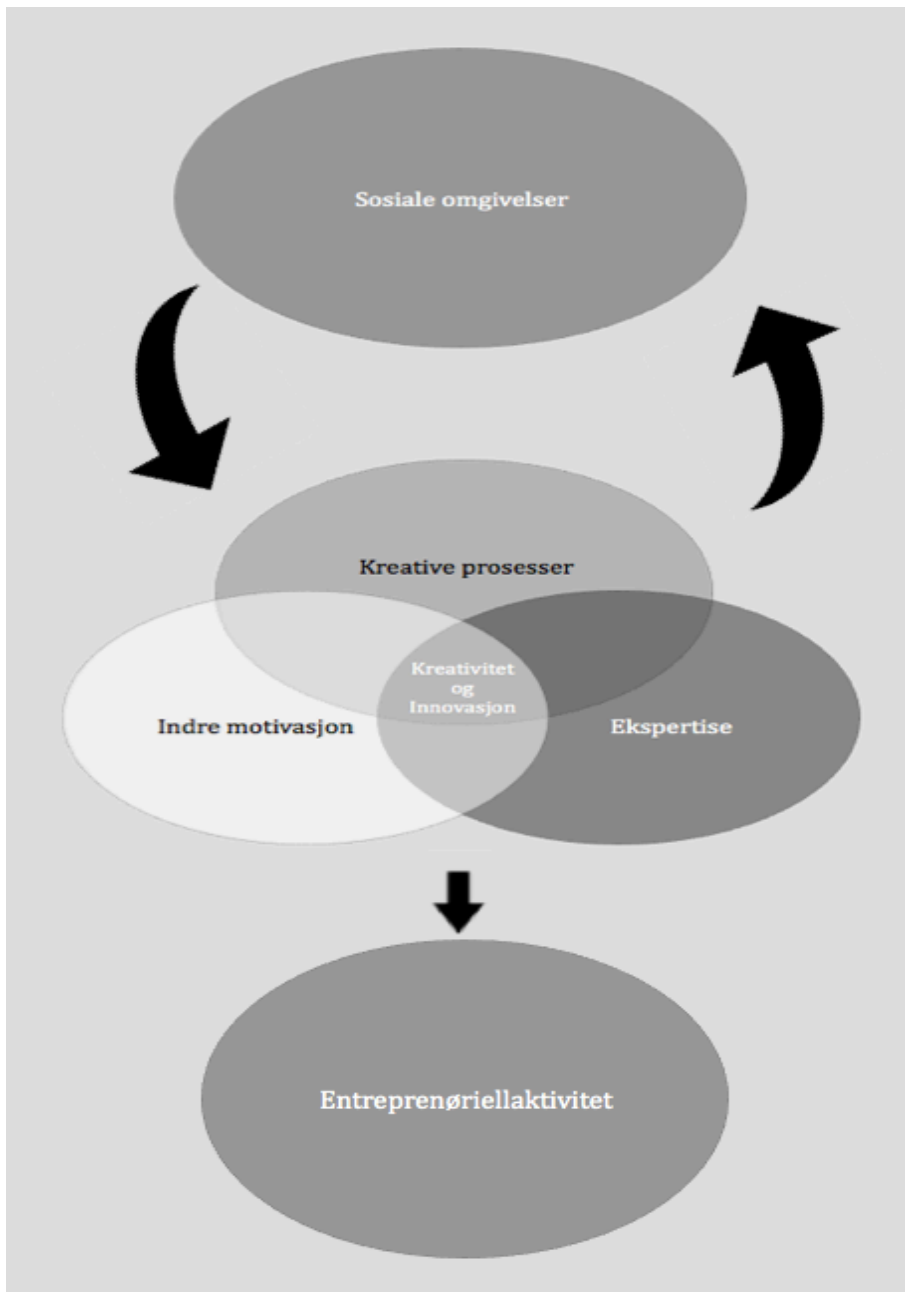 Sosiale omgivelser
Kreative prosesser
Kreativitet
og
Innovasjon
Indre motivasjon
Ekspertise
Entreprenøriellaktivitet